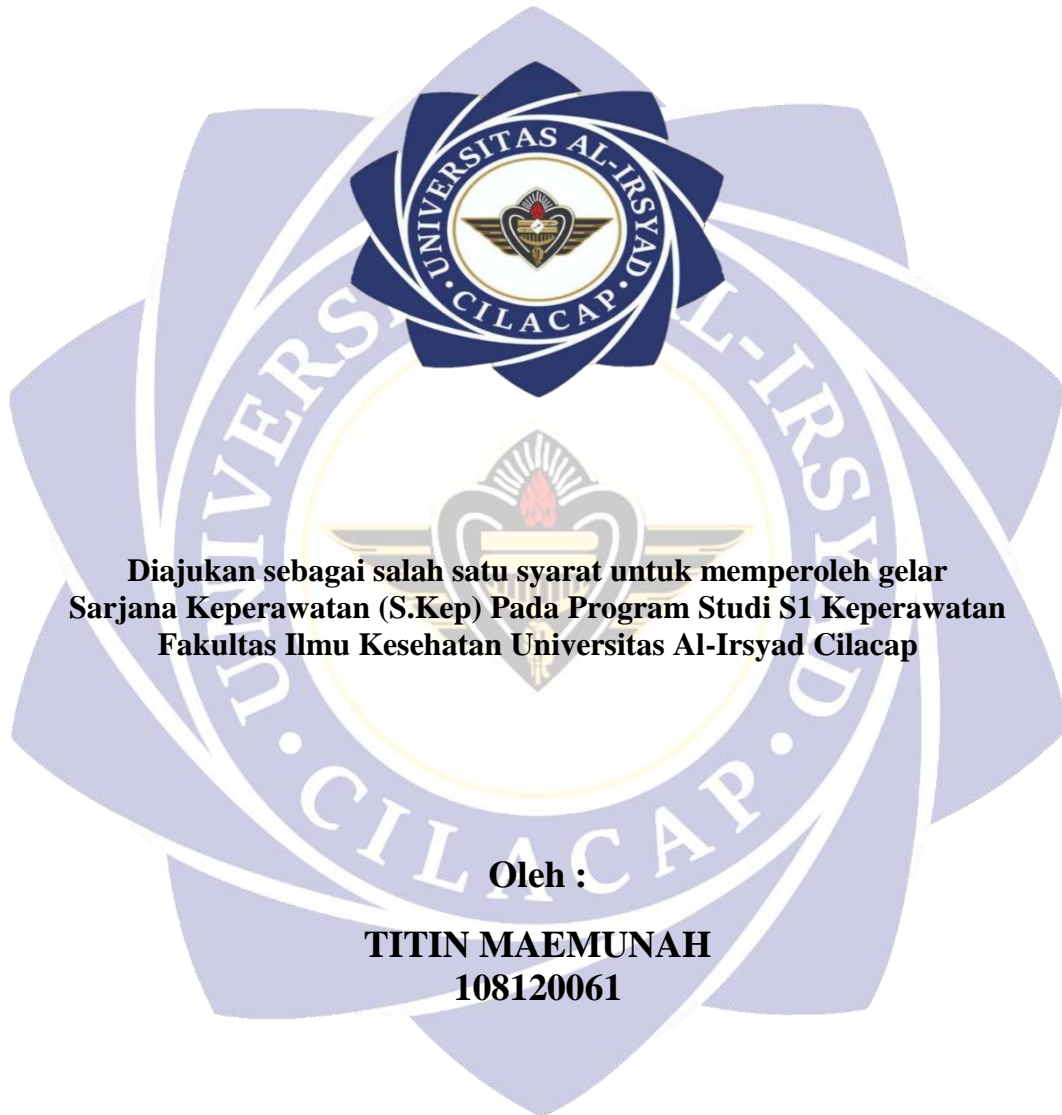 UNIVERSITAS AL-IRSYAD
• CILACAP •
Diajukan sebagai salah satu syarat untuk memperoleh gelar
Sarjana Keperawatan (S.Kep) Pada Program Studi S1 Keperawatan
Fakultas Ilmu Kesehatan Universitas Al-Irsyad Cilacap
Oleh :
TITIN MAEMUNAH
108120061